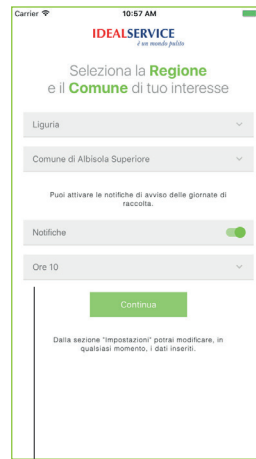 Carrier 10:57 AM
IDEALSERVICE
è un mondo pulito
Seleziona la Regione
e il Comune di tuo interesse
Liguria
Comune di Albisola Superiore
Puoi attivare le notifiche di avviso delle giornate di
raccolta.
Notifiche
Ore 10
Continua
Dalla sezione "Impostazioni" potrai modificare, in
qualsiasi momento, i dati inseriti.